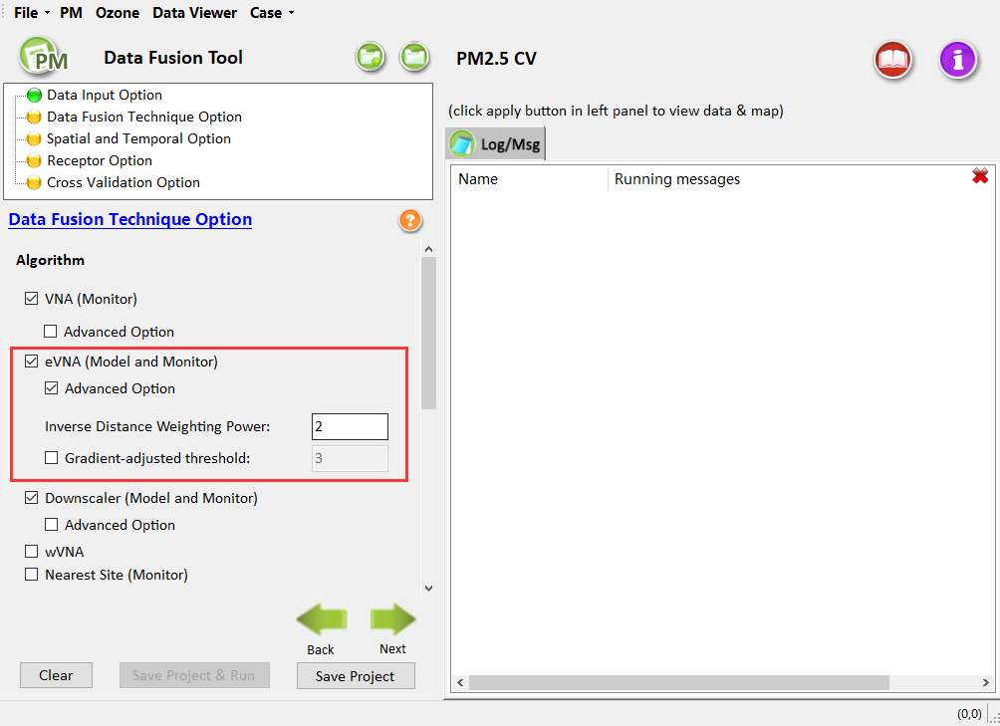 File PM Ozone Data Viewer Case
PM Data Fusion Tool
PM2.5 CV
i
Data Input Option
Data Fusion Technique Option
Spatial and Temporal Option
Receptor Option
Cross Validation Option
(click apply button in left panel to view data & map)
Log/Msg
Name Running messages
Data Fusion Technique Option
?
Algorithm
VNA (Monitor)
Advanced Option
eVNA (Model and Monitor)
Advanced Option
Inverse Distance Weighting Power: 2
Gradient-adjusted threshold: 3
Downscaler (Model and Monitor)
Advanced Option
wVNA
Nearest Site (Monitor)
Back Next
Clear Save Project & Run Save Project
(0,0)